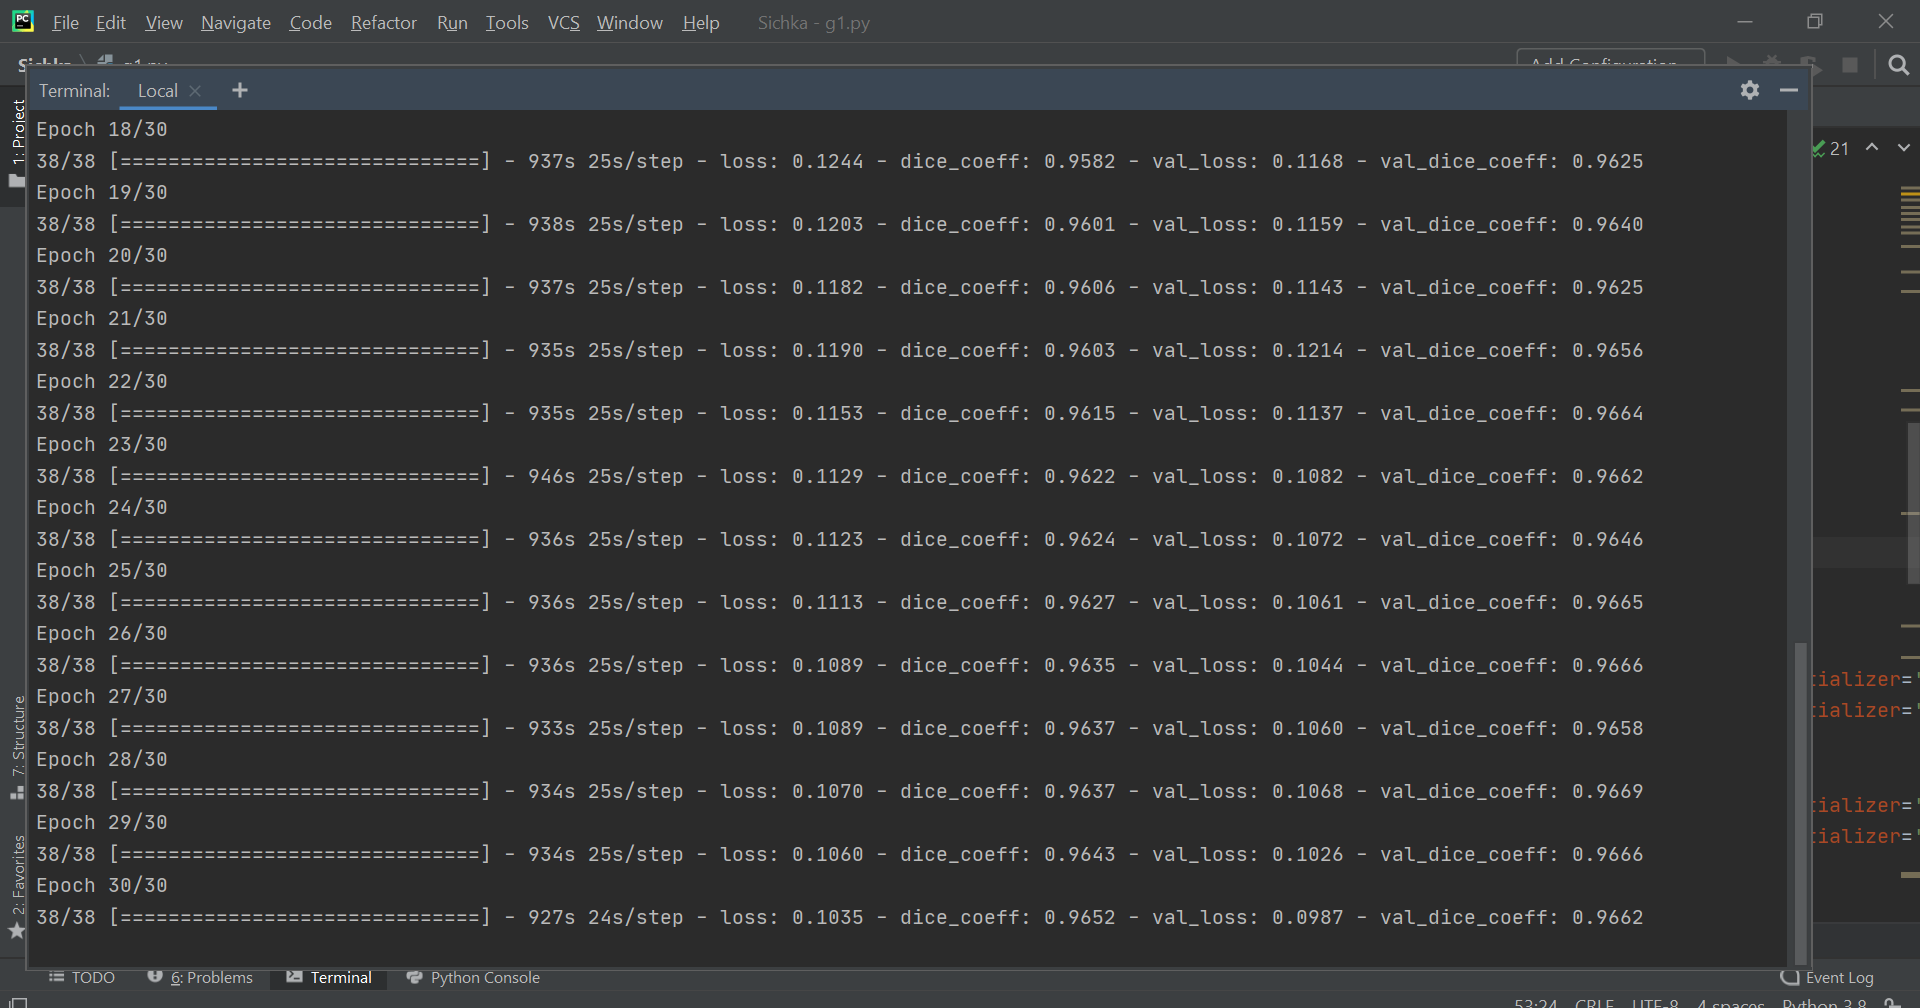 File Edit View Navigate Code Refactor Run Tools VCS Window Help Sichka - g1.py
Terminal: Local +
1: Project
21
Epoch 18/30
38/38 [==============================] - 937s 25s/step - loss: 0.1244 - dice_coeff: 0.9582 - val_loss: 0.1168 - val_dice_coeff: 0.9625
Epoch 19/30
38/38 [==============================] - 938s 25s/step - loss: 0.1203 - dice_coeff: 0.9601 - val_loss: 0.1159 - val_dice_coeff: 0.9640
Epoch 20/30
38/38 [==============================] - 937s 25s/step - loss: 0.1182 - dice_coeff: 0.9606 - val_loss: 0.1143 - val_dice_coeff: 0.9625
Epoch 21/30
38/38 [==============================] - 935s 25s/step - loss: 0.1190 - dice_coeff: 0.9603 - val_loss: 0.1214 - val_dice_coeff: 0.9656
Epoch 22/30
38/38 [==============================] - 935s 25s/step - loss: 0.1153 - dice_coeff: 0.9615 - val_loss: 0.1137 - val_dice_coeff: 0.9664
Epoch 23/30
38/38 [==============================] - 946s 25s/step - loss: 0.1129 - dice_coeff: 0.9622 - val_loss: 0.1082 - val_dice_coeff: 0.9662
Epoch 24/30
38/38 [==============================] - 936s 25s/step - loss: 0.1123 - dice_coeff: 0.9624 - val_loss: 0.1072 - val_dice_coeff: 0.9646
Epoch 25/30
38/38 [==============================] - 936s 25s/step - loss: 0.1113 - dice_coeff: 0.9627 - val_loss: 0.1061 - val_dice_coeff: 0.9665
Epoch 26/30
38/38 [==============================] - 936s 25s/step - loss: 0.1089 - dice_coeff: 0.9635 - val_loss: 0.1044 - val_dice_coeff: 0.9666
Epoch 27/30
38/38 [==============================] - 933s 25s/step - loss: 0.1089 - dice_coeff: 0.9637 - val_loss: 0.1060 - val_dice_coeff: 0.9658
Epoch 28/30
38/38 [==============================] - 934s 25s/step - loss: 0.1070 - dice_coeff: 0.9637 - val_loss: 0.1068 - val_dice_coeff: 0.9669
Epoch 29/30
38/38 [==============================] - 934s 25s/step - loss: 0.1060 - dice_coeff: 0.9643 - val_loss: 0.1026 - val_dice_coeff: 0.9666
Epoch 30/30
38/38 [==============================] - 927s 24s/step - loss: 0.1035 - dice_coeff: 0.9652 - val_loss: 0.0987 - val_dice_coeff: 0.9662
tializer='
tializer='
tializer='
tializer='
7: Structure
2: Favorites
TODO 6: Problems Terminal Python Console Event Log
53:24 CRLF UTF-8 4 spaces Python 3.8